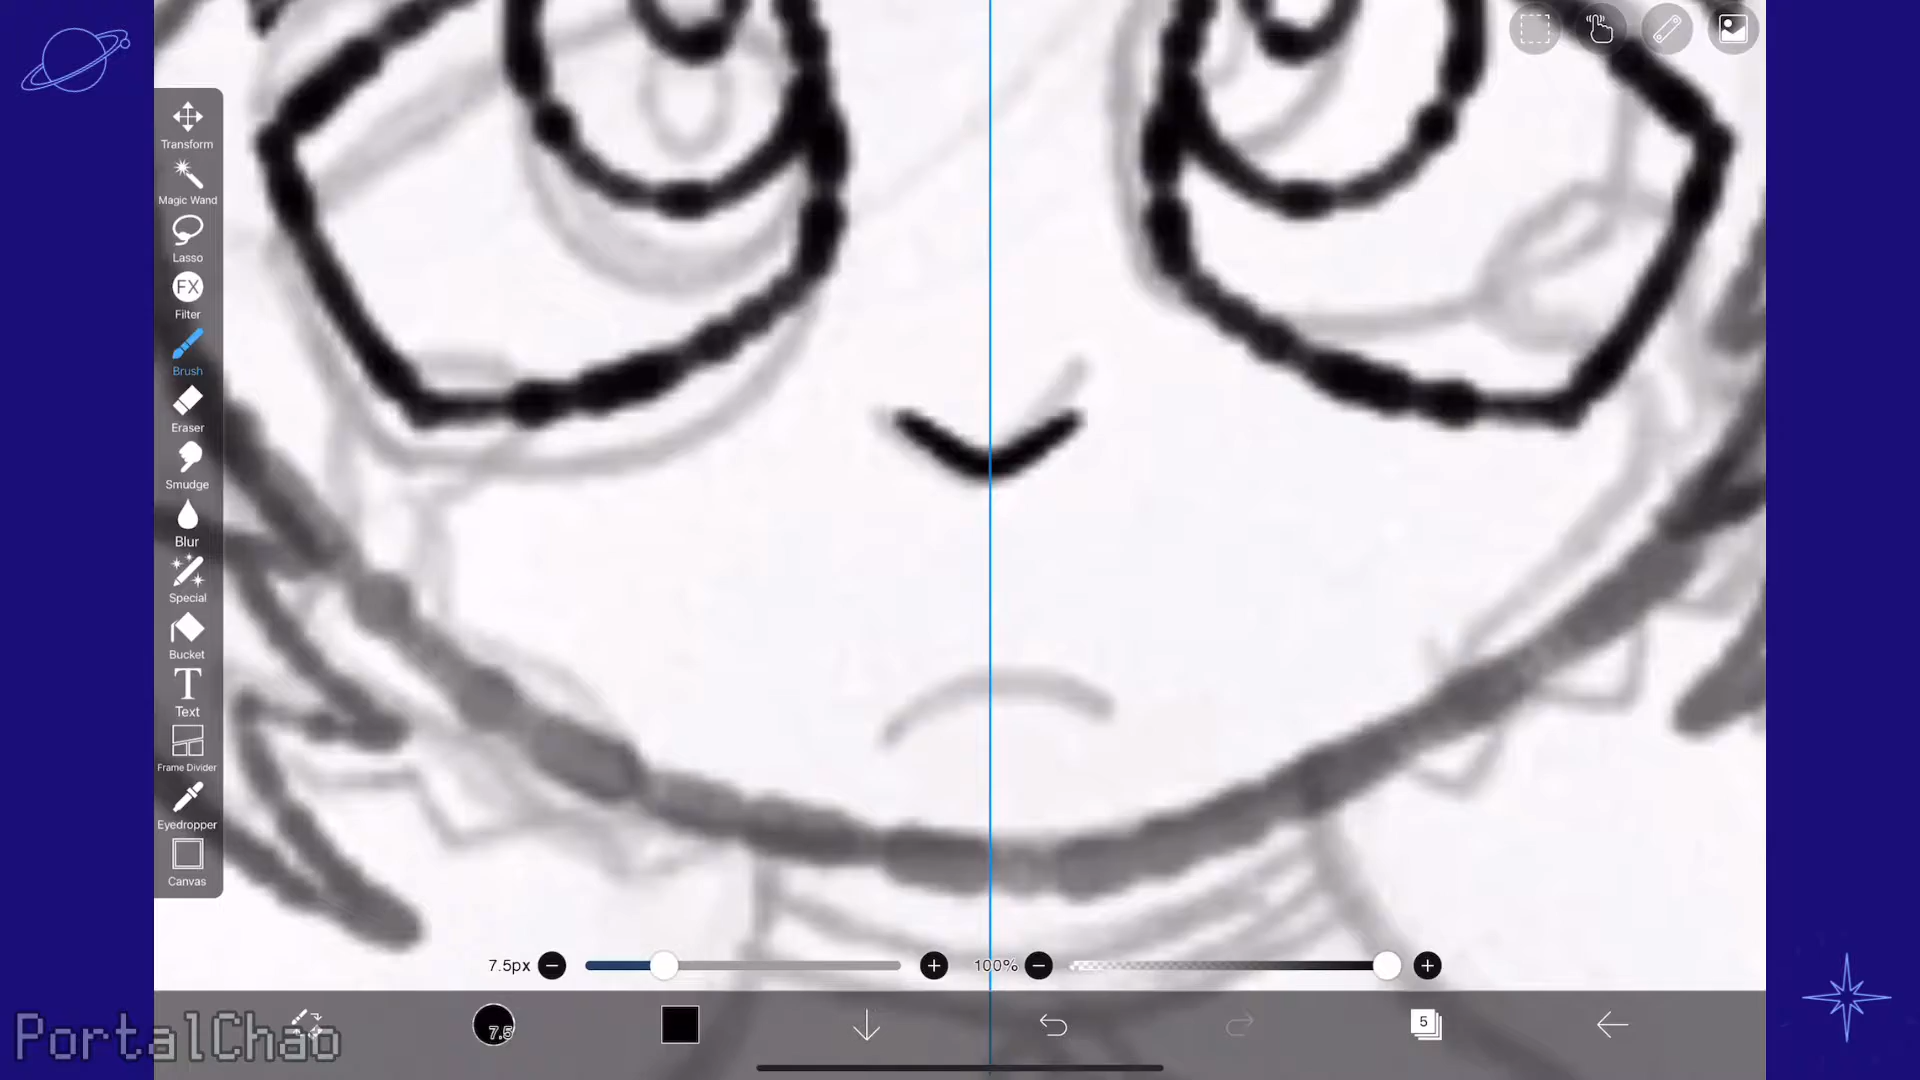 Transform
Magic Wand
Lasso
FX
Filter
Brush
Eraser
Smudge
Blur
Special
Bucket
T
Text
Frame Divider
Eyedropper
Canvas
7.5px
100%
7.5
5
PortalChao